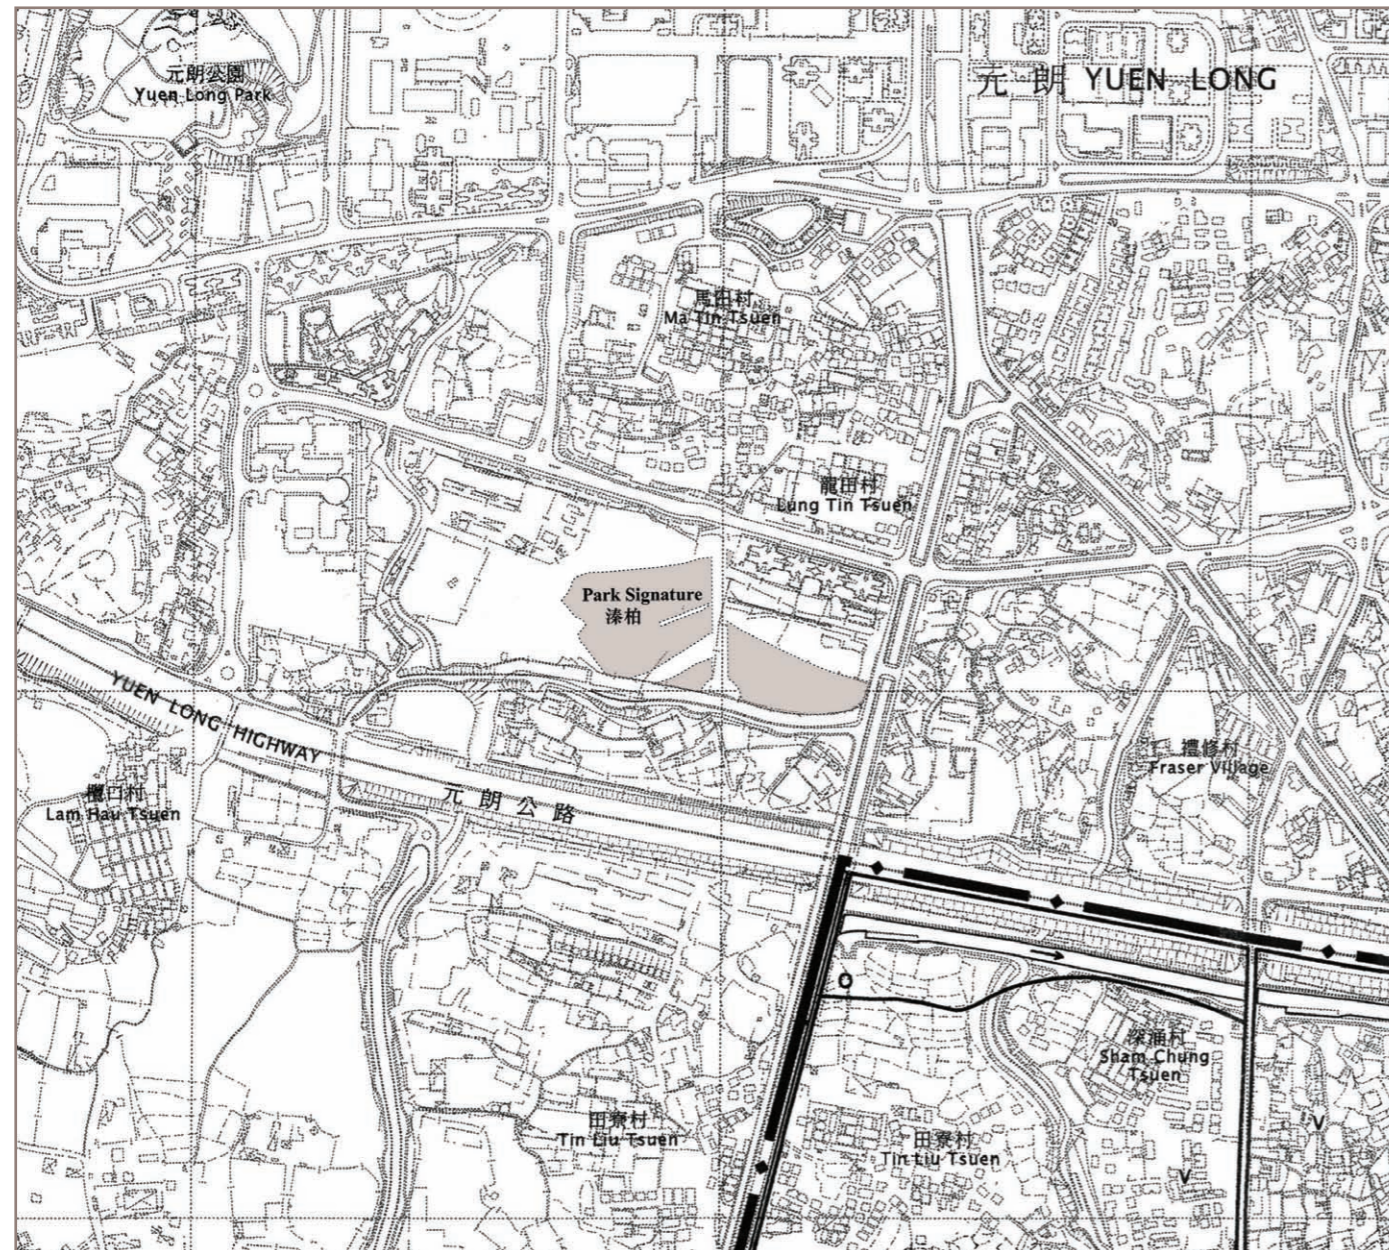 元朗公園
Yuen Long Park
元 朗 YUEN LONG
馬田村
Ma Tin Tsuen
龍田村
Lung Tin Tsuen
Park Signature
溱柏
YUEN LONG HIGHWAY
元朗公路
欖口村
Lam Hau Tsuen
禮修村
Fraser Village
O
深涌村
Sham Chung
Tsuen
田寮村
Tin Liu Tsuen
田寮村
Tin Liu Tsuen
V
V